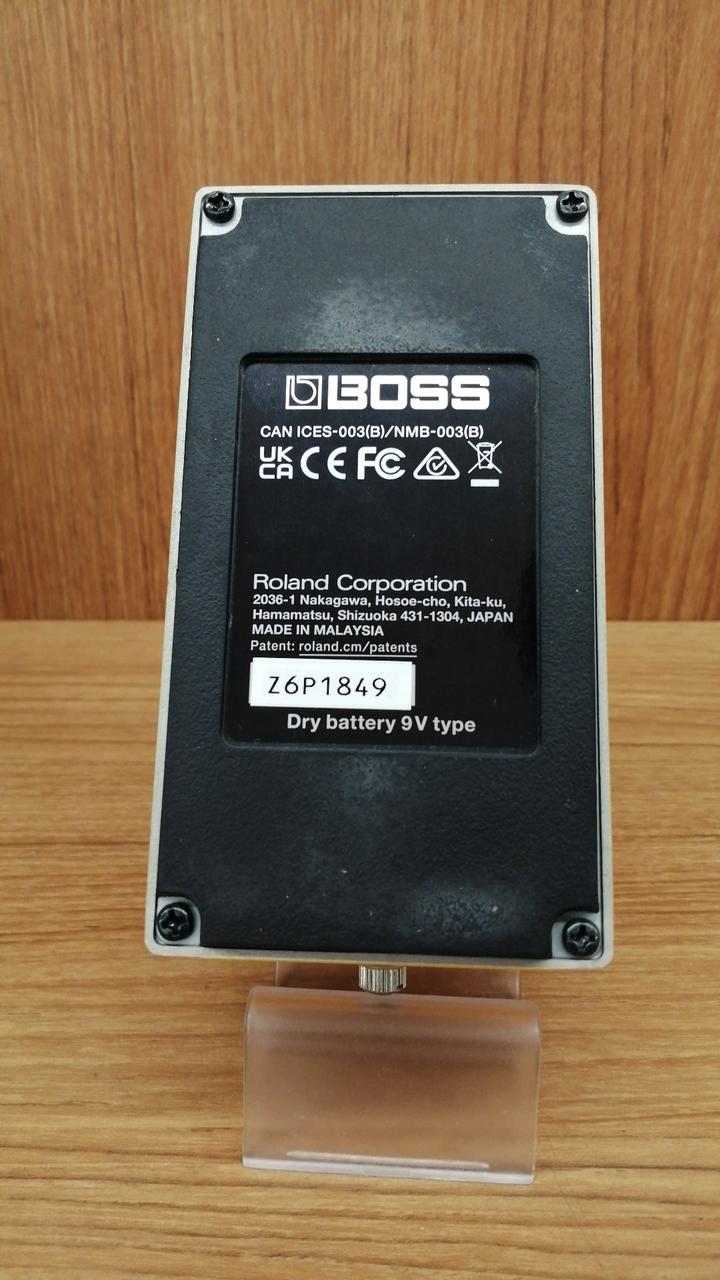 BOSS
CAN ICES-003(B)/NMB-003(B)
UK CA CE FC
Roland Corporation
2036-1 Nakagawa, Hosoe-cho, Kita-ku,
Hamamatsu, Shizuoka 431-1304, JAPAN
MADE IN MALAYSIA
Patent: roland.cm/patents
Z6P1849
Dry battery 9V type